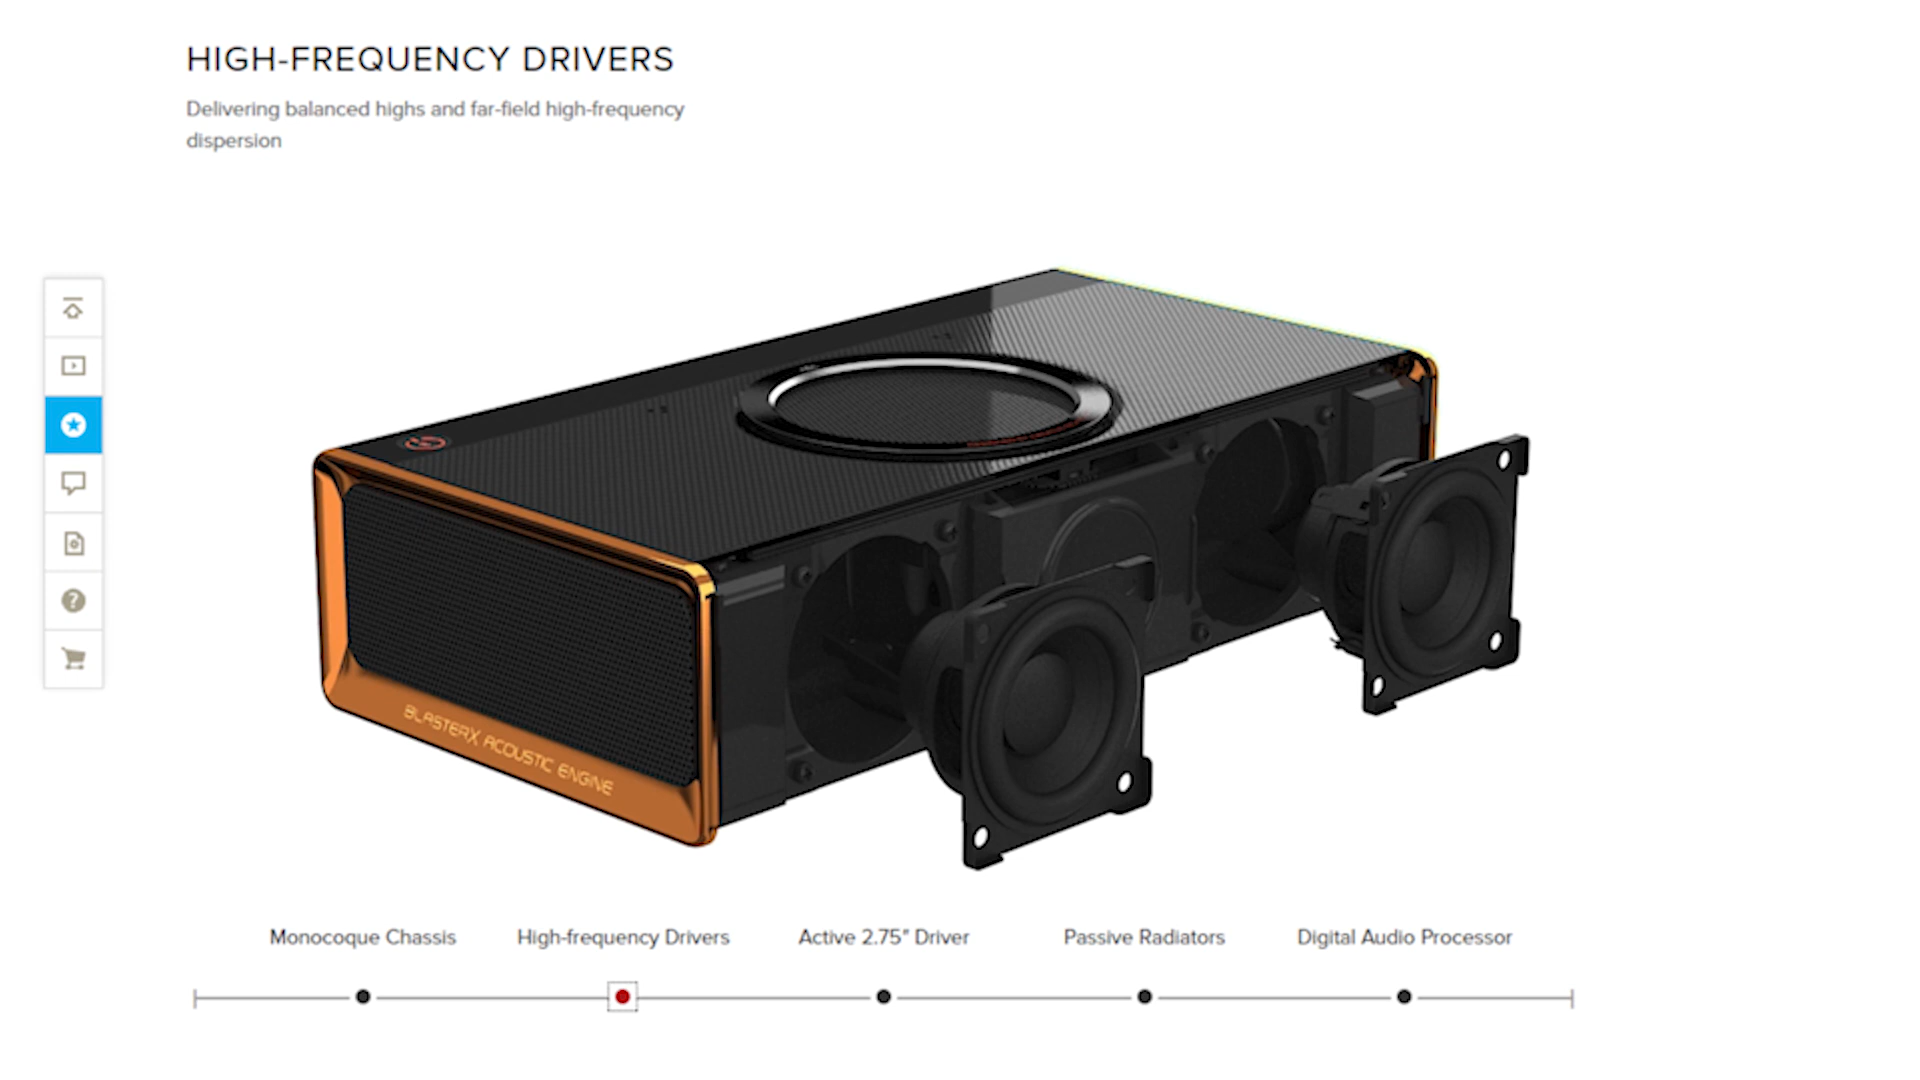 HIGH-FREQUENCY DRIVERS
Delivering balanced highs and far-field high-frequency
dispersion
BLASTERX ACOUSTIC ENGINE
Monocoque Chassis
High-frequency Drivers
Active 2.75" Driver
Passive Radiators
Digital Audio Processor